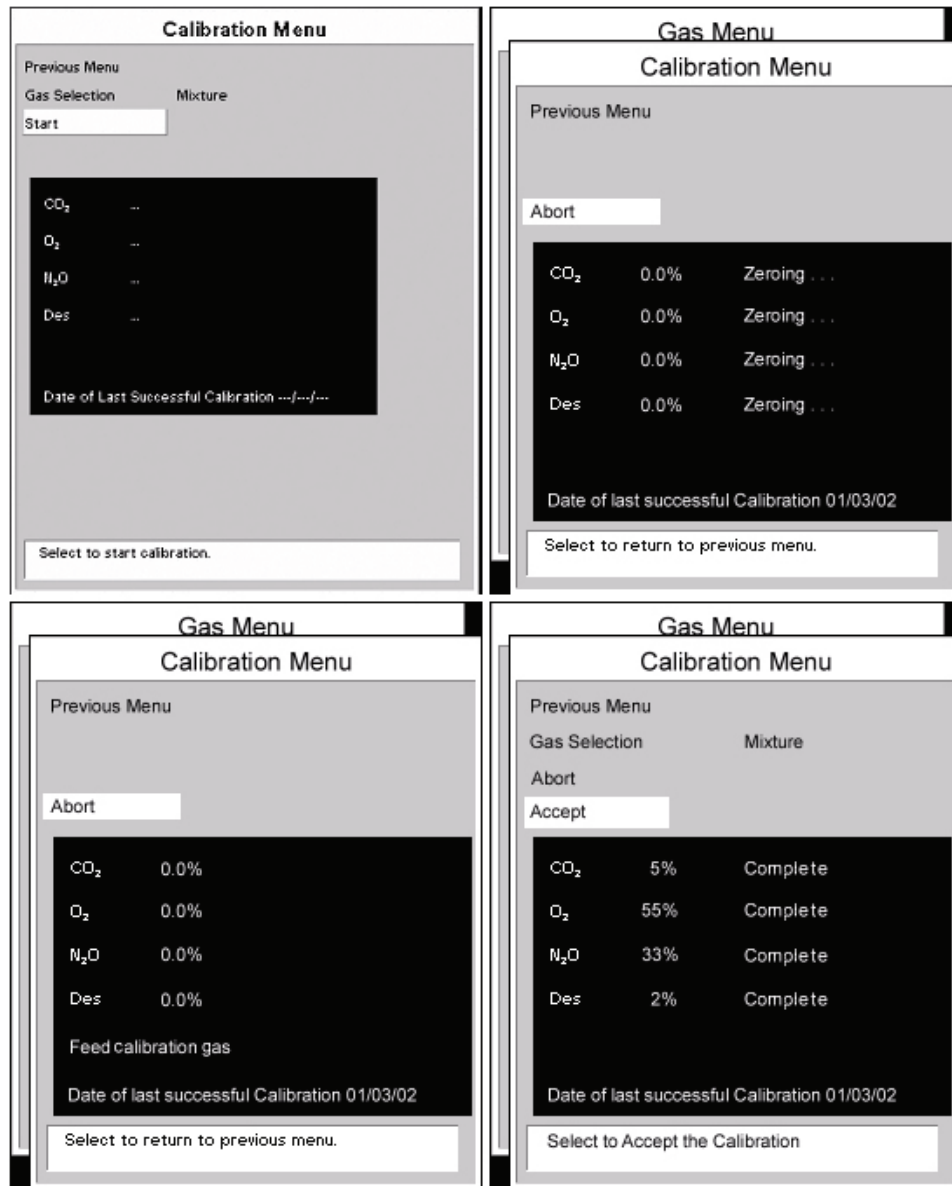 Calibration Menu
Previous Menu
Gas Selection Mixture
Start
CO₂ ...
O₂ ...
N₂O ...
Des ...
Date of Last Successful Calibration ---/---/---
Select to start calibration.
Gas Menu
Calibration Menu
Previous Menu
Abort
CO₂ 0.0% Zeroing . . .
O₂ 0.0% Zeroing . . .
N₂O 0.0% Zeroing . . .
Des 0.0% Zeroing . . .
Date of last successful Calibration 01/03/02
Select to return to previous menu.
Gas Menu
Calibration Menu
Previous Menu
Abort
CO₂ 0.0%
O₂ 0.0%
N₂O 0.0%
Des 0.0%
Feed calibration gas
Date of last successful Calibration 01/03/02
Select to return to previous menu.
Gas Menu
Calibration Menu
Previous Menu
Gas Selection Mixture
Abort
Accept
CO₂ 5% Complete
O₂ 55% Complete
N₂O 33% Complete
Des 2% Complete
Date of last successful Calibration 01/03/02
Select to Accept the Calibration